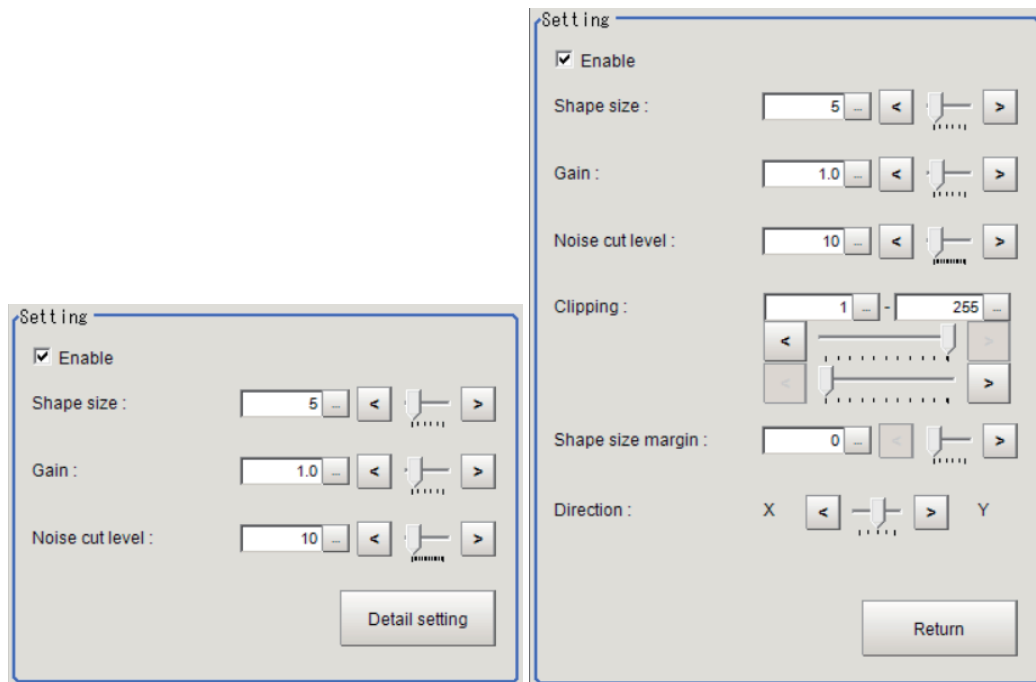 Setting
Enable
Shape size : 5 ... < >
Gain : 1.0 ... < >
Noise cut level : 10 ... < >
Detail setting
Setting
Enable
Shape size : 5 ... < >
Gain : 1.0 ... < >
Noise cut level : 10 ... < >
Clipping : 1 ... - 255 ...
< >
< >
Shape size margin : 0 ... < >
Direction : X < > Y
Return